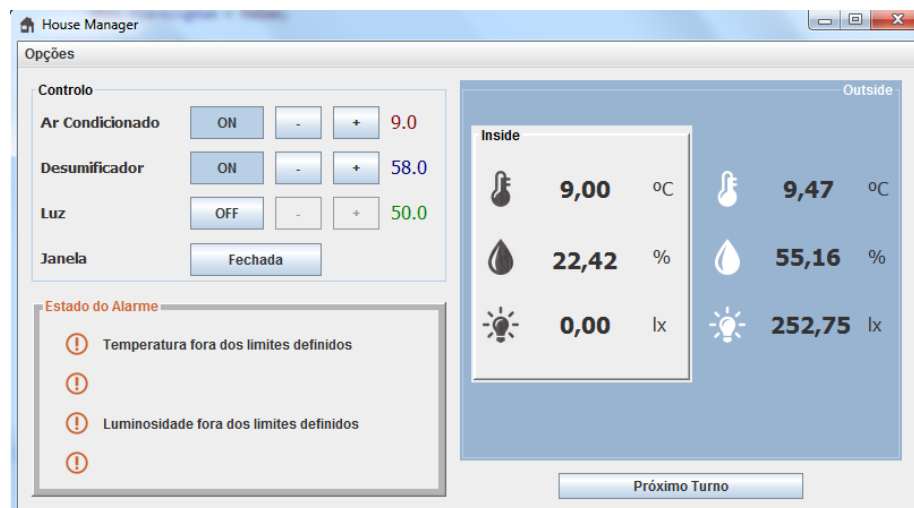 House Manager
Opções
Controlo
Ar Condicionado ON - + 9.0
Desumificador ON - + 58.0
Luz OFF - + 50.0
Janela Fechada
Estado do Alarme
Temperatura fora dos limites definidos
Luminosidade fora dos limites definidos
Outside
Inside
9,00 ºC 9,47 ºC
22,42 % 55,16 %
0,00 lx 252,75 lx
Próximo Turno